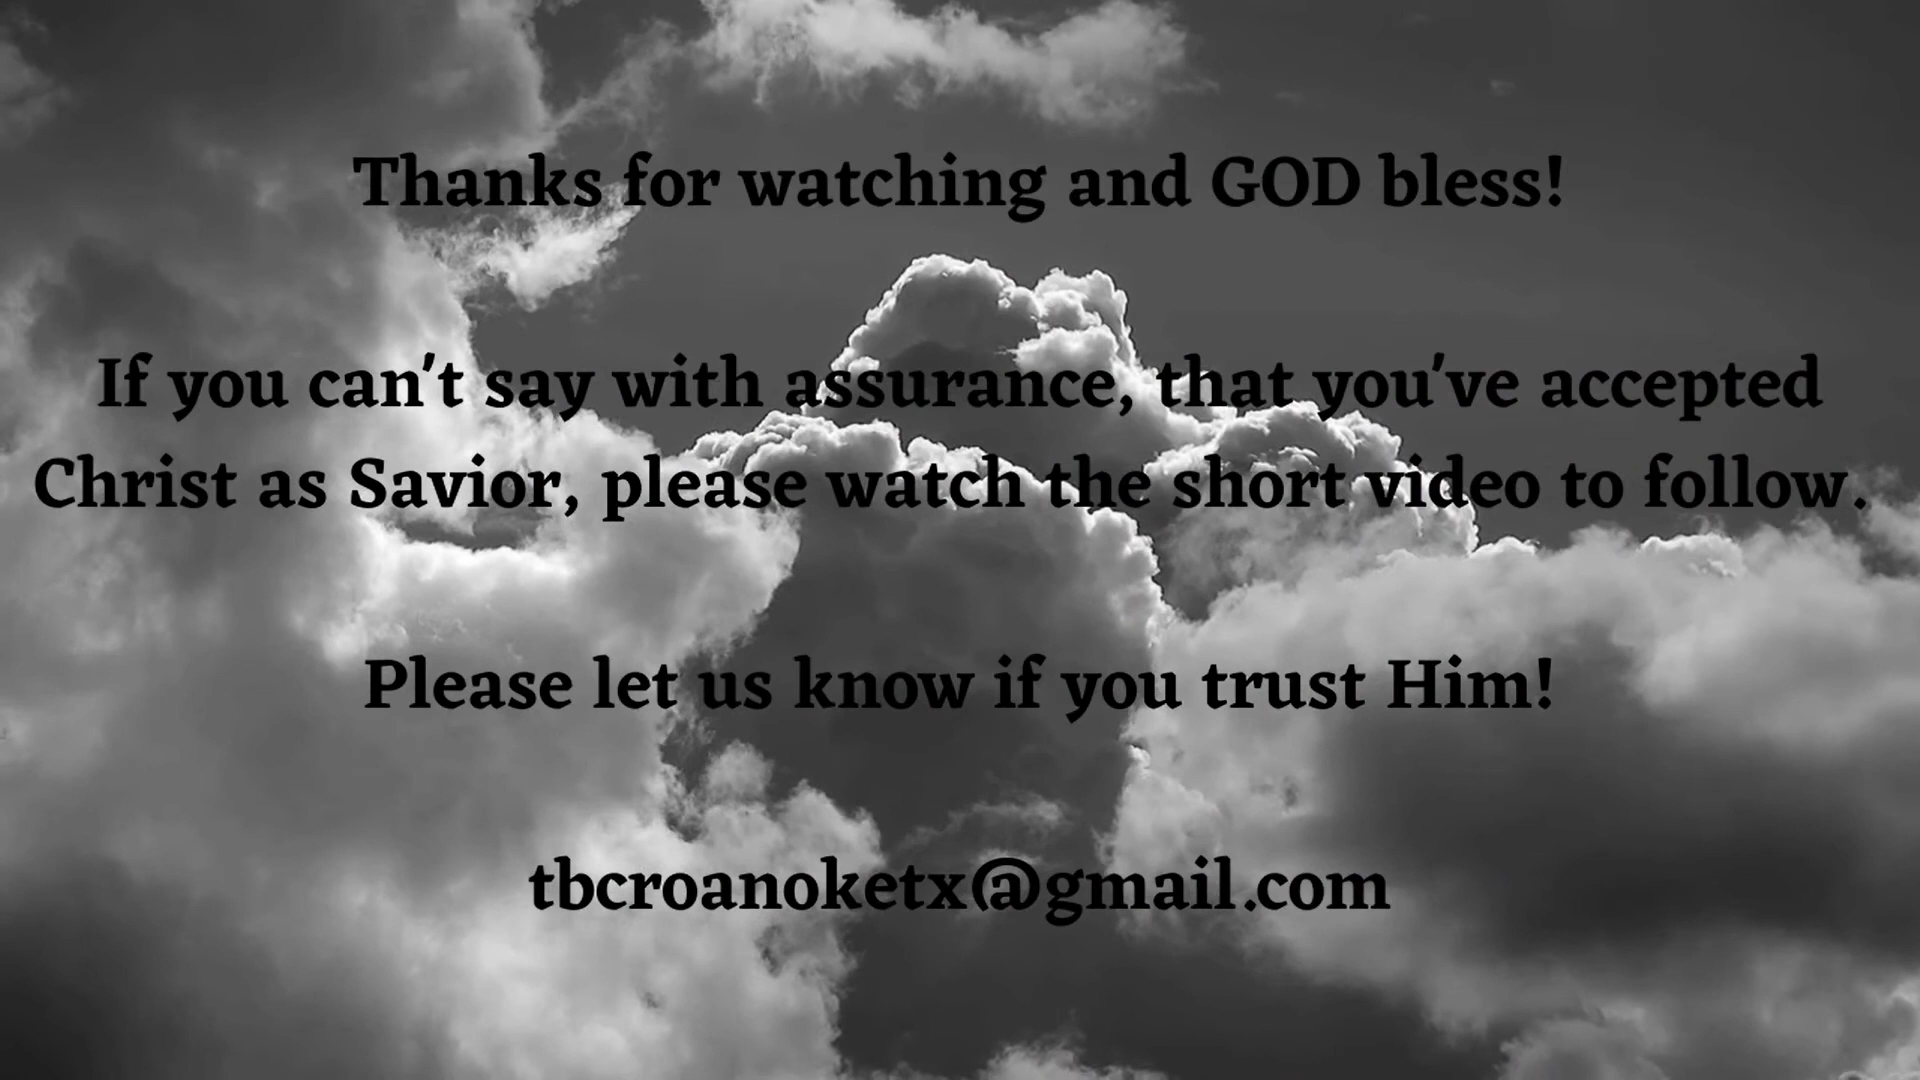 Thanks for watching and GOD bless!
If you can't say with assurance, that you've accepted
Christ as Savior, please watch the short video to follow.
Please let us know if you trust Him!
tbcroanoketx@gmail.com